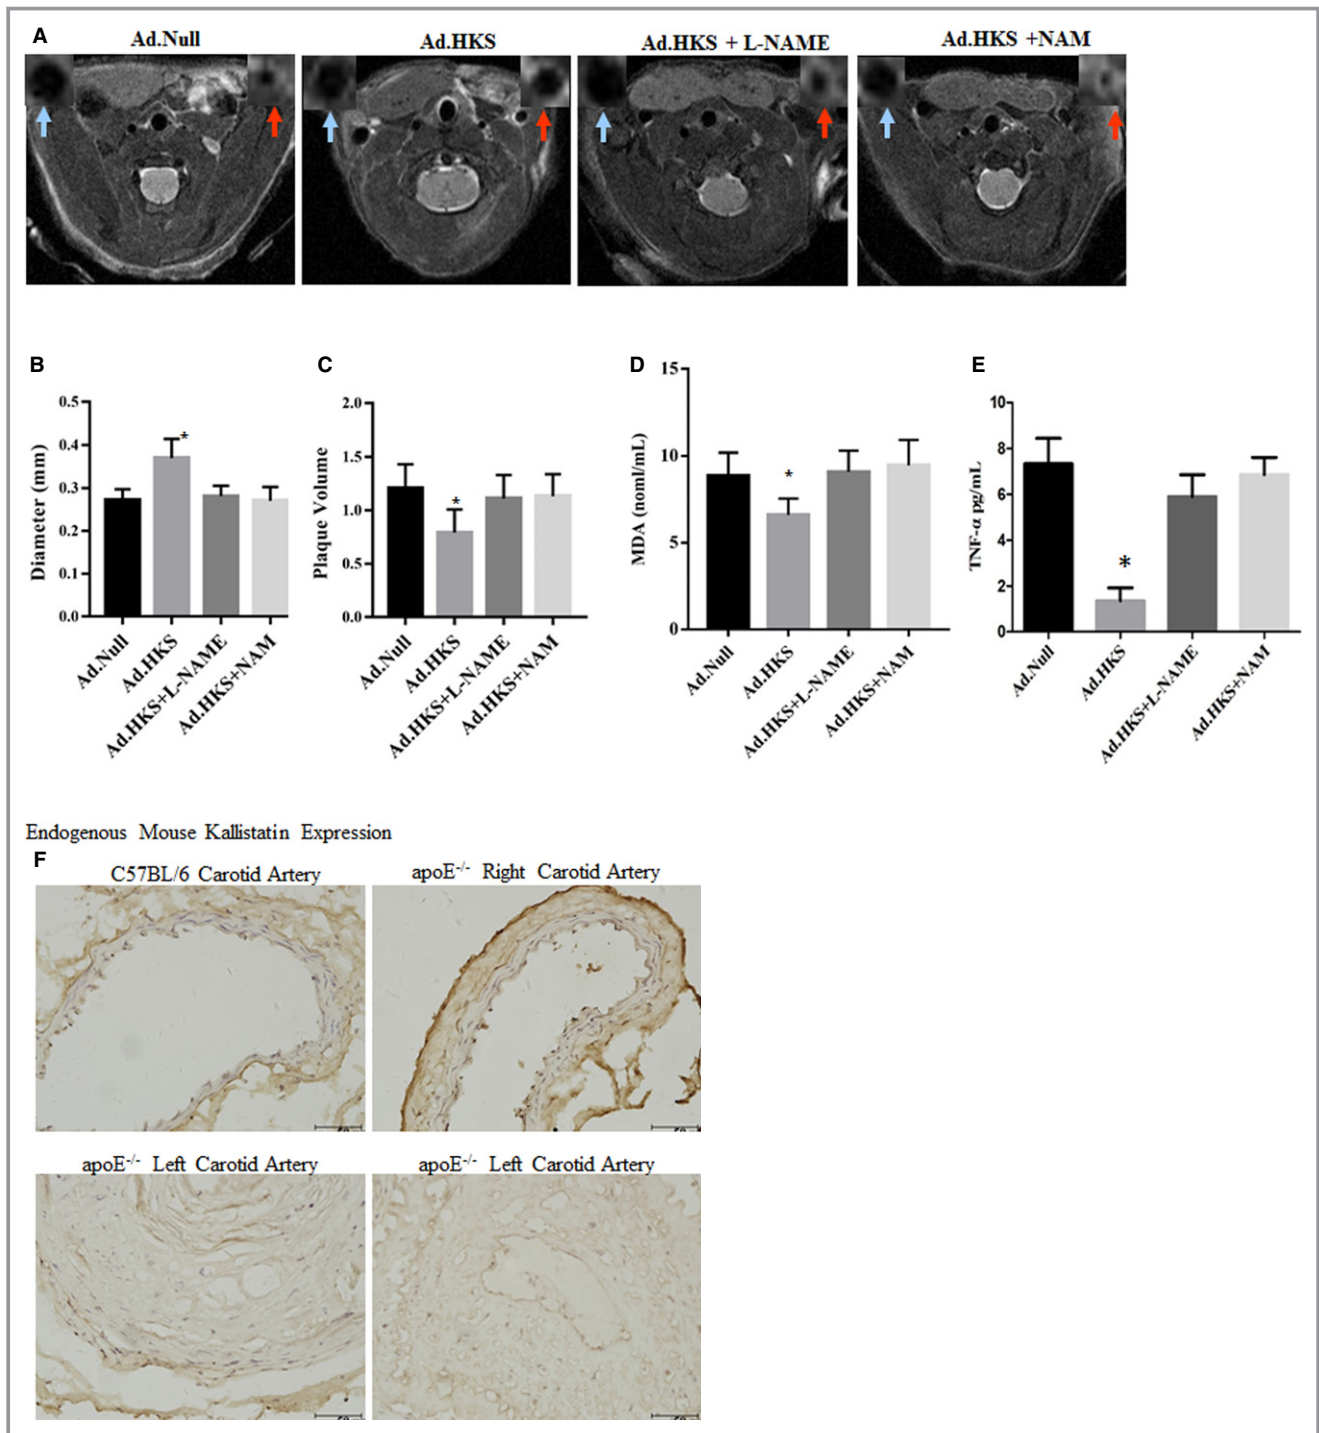 A
Ad.Null
Ad.HKS
Ad.HKS + L-NAME
Ad.HKS +NAM
B
Diameter (mm)
0.5
0.4
0.3
0.2
0.1
0.0
*
Ad.Null
Ad.HKS
Ad.HKS+L-NAME
Ad.HKS+NAM
C
Plaque Volume
2.0
1.5
1.0
0.5
0.0
*
Ad.Null
Ad.HKS
Ad.HKS+L-NAME
Ad.HKS+NAM
D
MDA (noml/mL)
15
10
5
0
*
Ad.Null
Ad.HKS
Ad.HKS+L-NAME
Ad.HKS+NAM
E
TNF-α pg/mL
10
8
6
4
2
0
*
Ad.Null
Ad.HKS
Ad.HKS+L-NAME
Ad.HKS+NAM
Endogenous Mouse Kallistatin Expression
F
C57BL/6 Carotid Artery
apoE-/- Right Carotid Artery
apoE-/- Left Carotid Artery
apoE-/- Left Carotid Artery